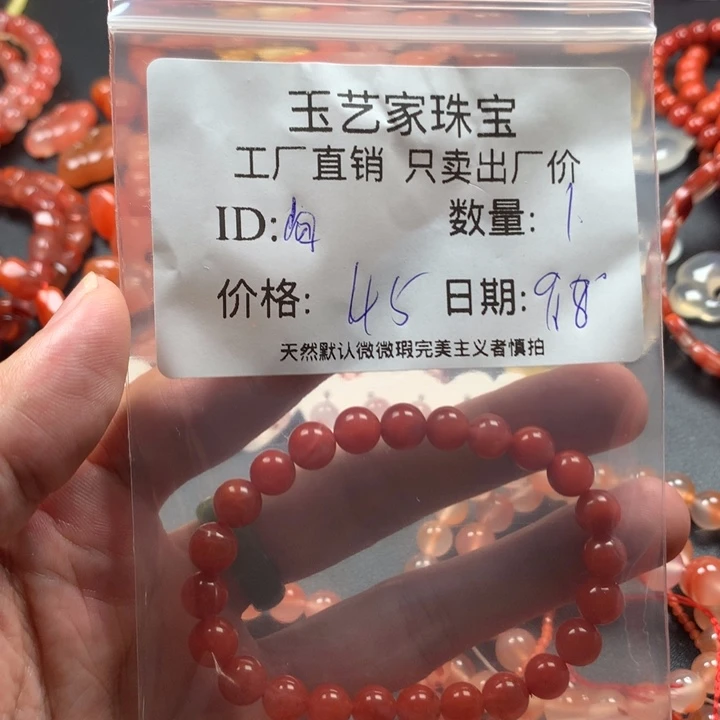 玉艺家珠宝
工厂直销 只卖出厂价
ID: 数量: 1
价格: 45 日期: 9.8
天然默认微微瑕完美主义者慎拍